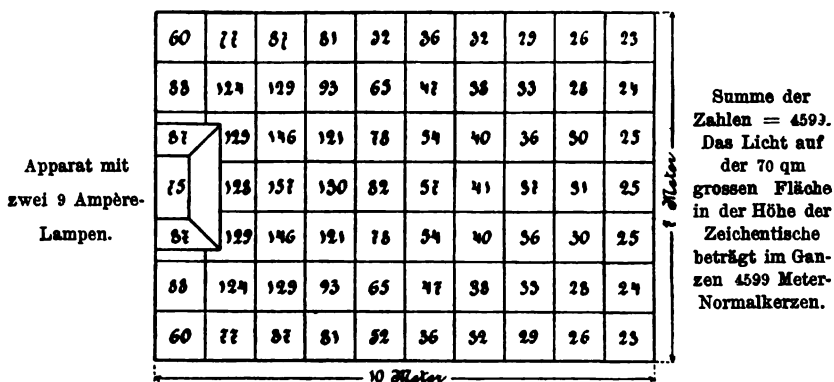 60 77 87 81 52 36 32 29 26 23
88 124 129 93 65 47 38 33 28 24
87 129 146 121 78 54 40 36 30 25
75 128 157 130 82 57 41 37 31 25
87 129 146 121 78 54 40 36 30 25
88 124 129 93 65 47 38 33 28 24
60 77 87 81 52 36 32 29 26 23
10 Meter
7 Meter
Apparat mit
zwei 9 Ampère-
Lampen.
Summe der
Zahlen = 4599.
Das Licht auf
der 70 qm
grossen Fläche
in der Höhe der
Zeichentische
beträgt im Gan-
zen 4599 Meter-
Normalkerzen.